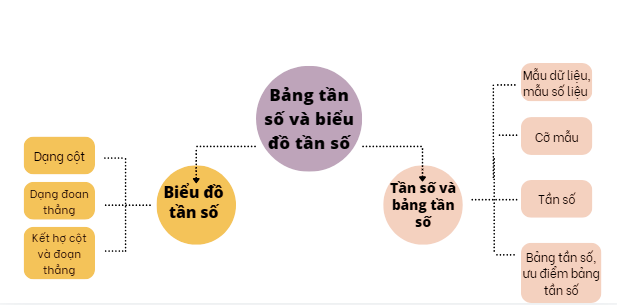 Bảng tần
số và biểu
đồ tần số
Biểu đồ
tần số
Dạng cột
Dạng đoan
thẳng
Kết hợ cột
và đoạn
thẳng
Tần số và
bảng tần
số
Mẫu dữ liệu,
mẫu số liệu
Cỡ mẫu
Tần số
Bảng tần số,
ưu điểm bảng
tần số